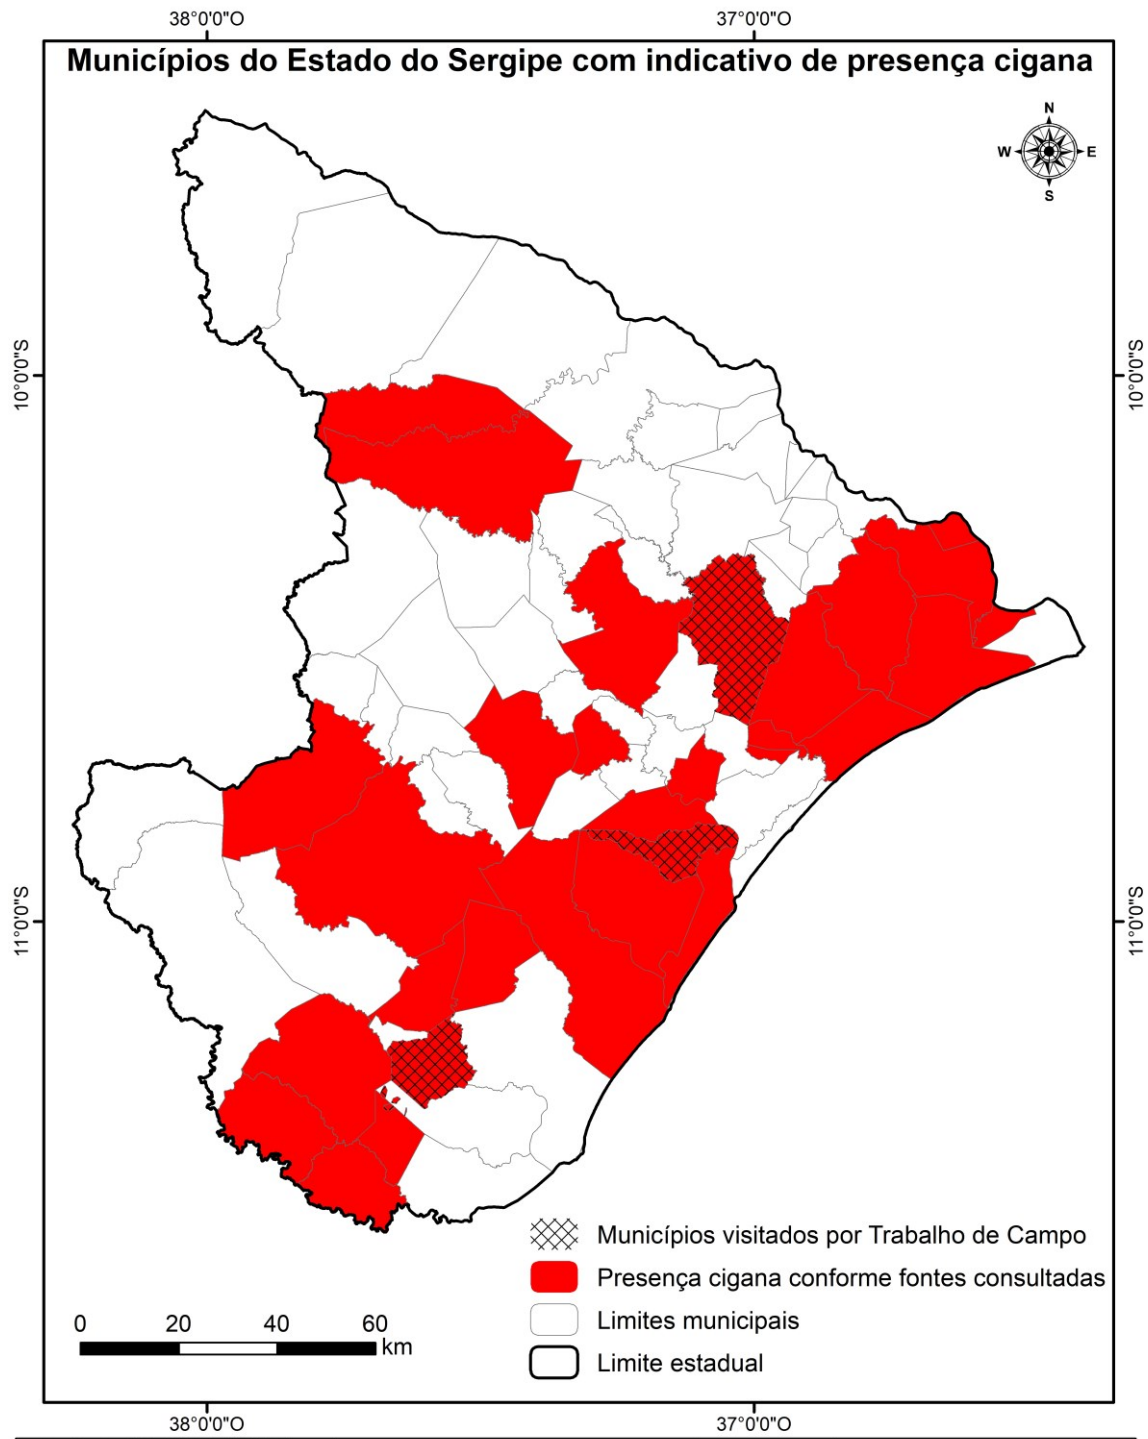 38°0'0"O 37°0'0"O
Municípios do Estado do Sergipe com indicativo de presença cigana
N
W E
S
10°0'0"S 10°0'0"S
11°0'0"S 11°0'0"S
Municípios visitados por Trabalho de Campo
Presença cigana conforme fontes consultadas
Limites municipais
Limite estadual
0 20 40 60
km
38°0'0"O 37°0'0"O